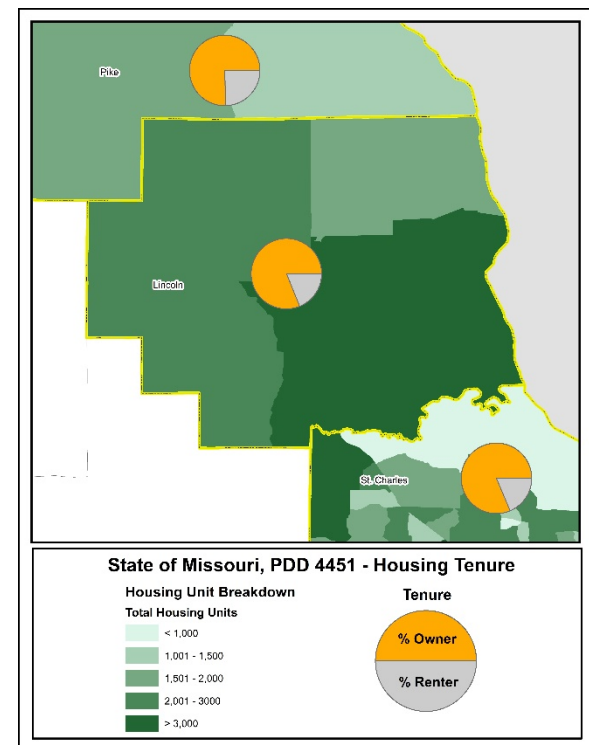 Pike
Lincoln
St. Charles
State of Missouri, PDD 4451 - Housing Tenure
Housing Unit Breakdown
Total Housing Units
< 1,000
1,001 - 1,500
1,501 - 2,000
2,001 - 3000
> 3,000
Tenure
% Owner
% Renter